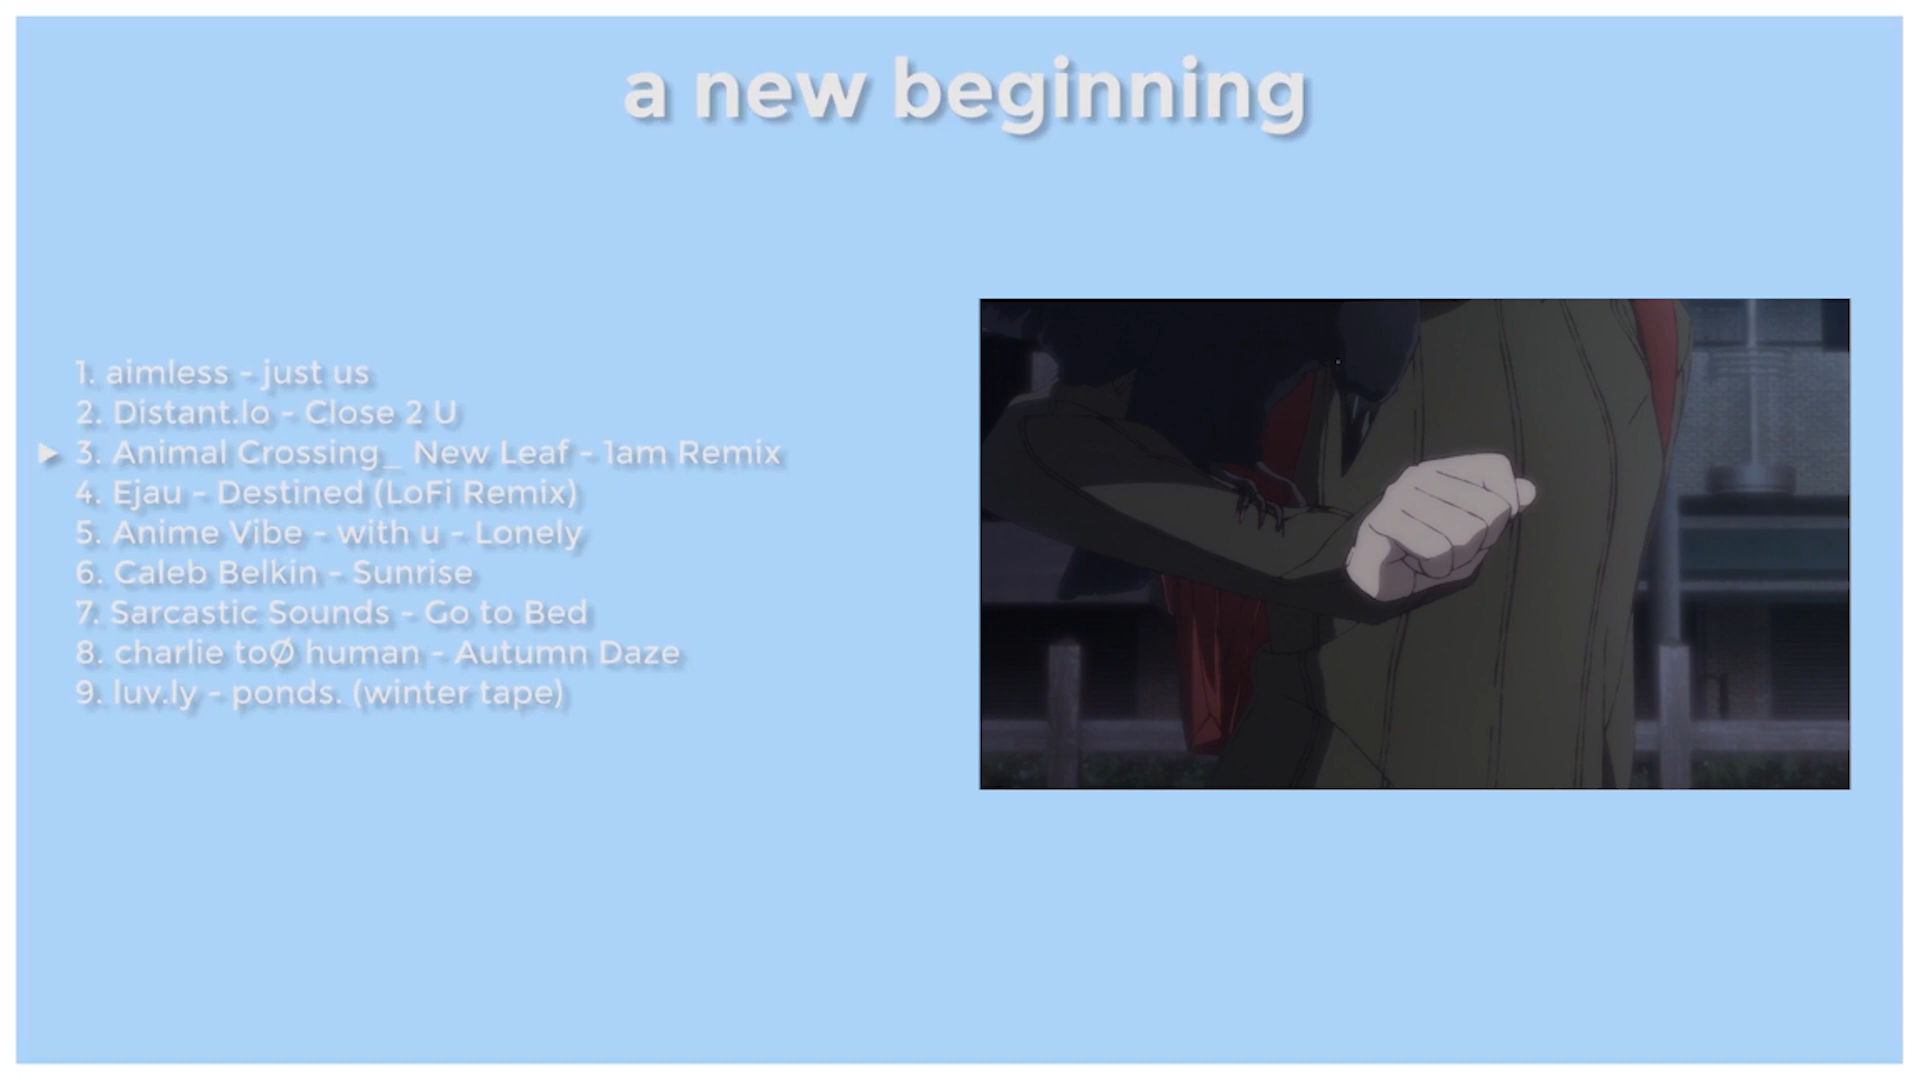 a new beginning
1. aimless - just us
2. Distant.lo - Close 2 U
3. Animal Crossing_ New Leaf - 1am Remix
4. Ejau - Destined (LoFi Remix)
5. Anime Vibe - with u - Lonely
6. Caleb Belkin - Sunrise
7. Sarcastic Sounds - Go to Bed
8. charlie toØ human - Autumn Daze
9. luv.ly - ponds. (winter tape)